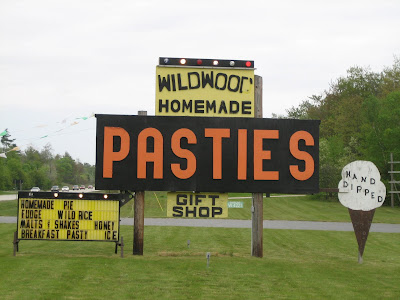 WILDWOOD
HOMEMADE
PASTIES
GIFT
SHOP
HOMEMADE PIE
FUDGE WILD RICE
MALTS & SHAKES HONEY
BREAKFAST PASTY ICE
HAND
DIPPED